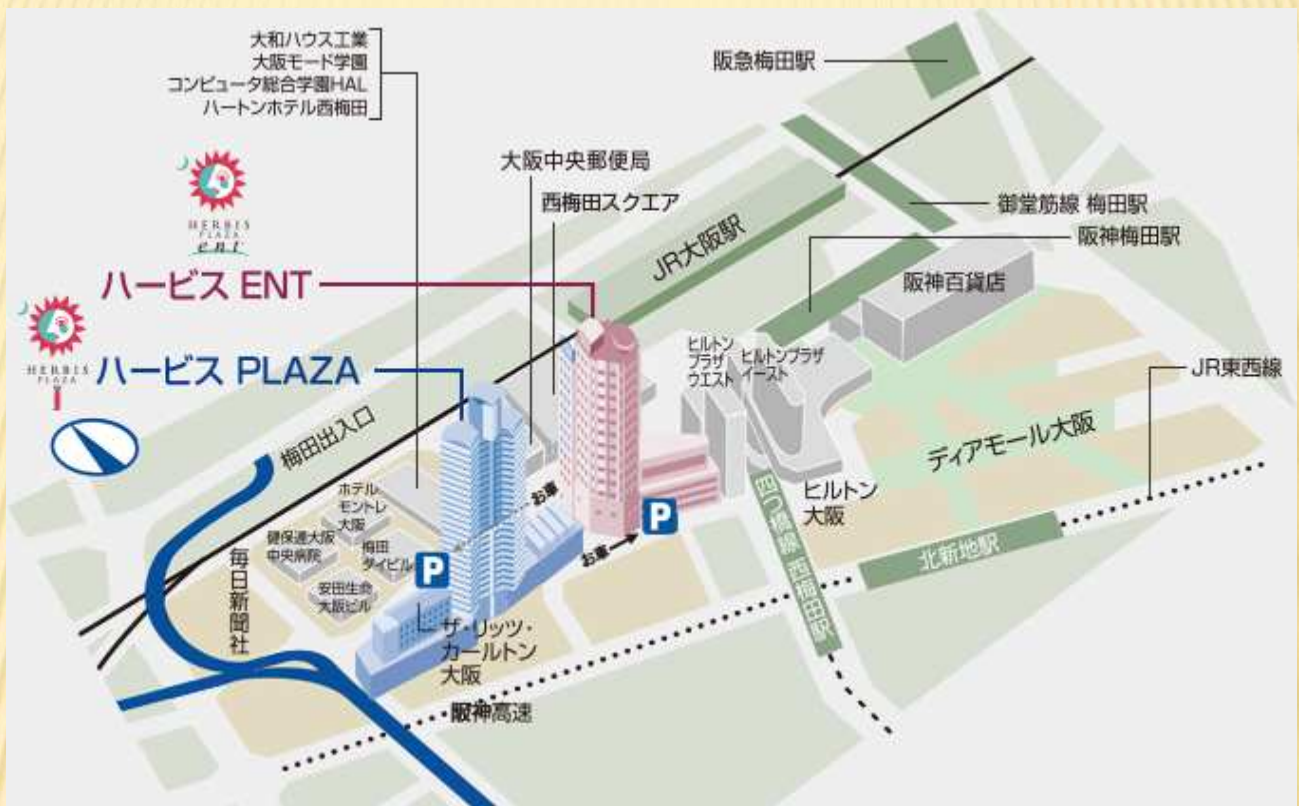 大和ハウス工業
大阪モード学園
コンピュータ総合学園HAL
ハートンホテル西梅田
阪急梅田駅
大阪中央郵便局
西梅田スクエア
御堂筋線 梅田駅
阪神梅田駅
HERBIS
PLAZA
ent
ハービス ENT
JR大阪駅
阪神百貨店
HERBIS
PLAZA
ハービス PLAZA
ヒルトン
プラザ
ウエスト
ヒルトンプラザ
イースト
JR東西線
梅田出入口
ディアモール大阪
ホテル
モントレ
大阪
お車
ヒルトン
大阪
P
健保連大阪
中央病院
梅田
ダイビル
お車
P
四つ橋線 西梅田駅
北新地駅
毎日新聞社
安田生命
大阪ビル
ザ・リッツ・
カールトン
大阪
阪神高速